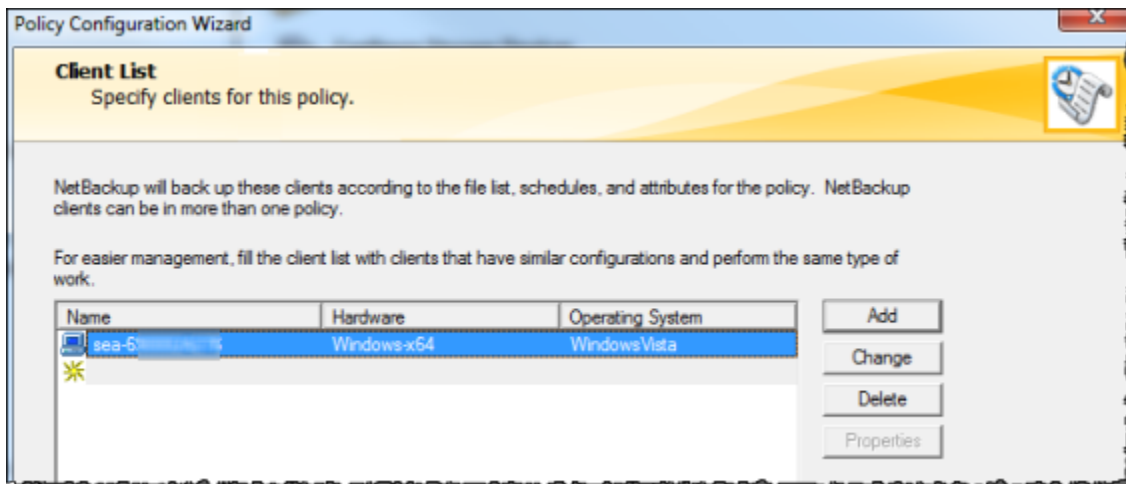 Policy Configuration Wizard
Client List
Specify clients for this policy.
NetBackup will back up these clients according to the file list, schedules, and attributes for the policy. NetBackup
clients can be in more than one policy.
For easier management, fill the client list with clients that have similar configurations and perform the same type of
work.
Name Hardware Operating System
Windows-x64 WindowsVista
Add
Change
Delete
Properties